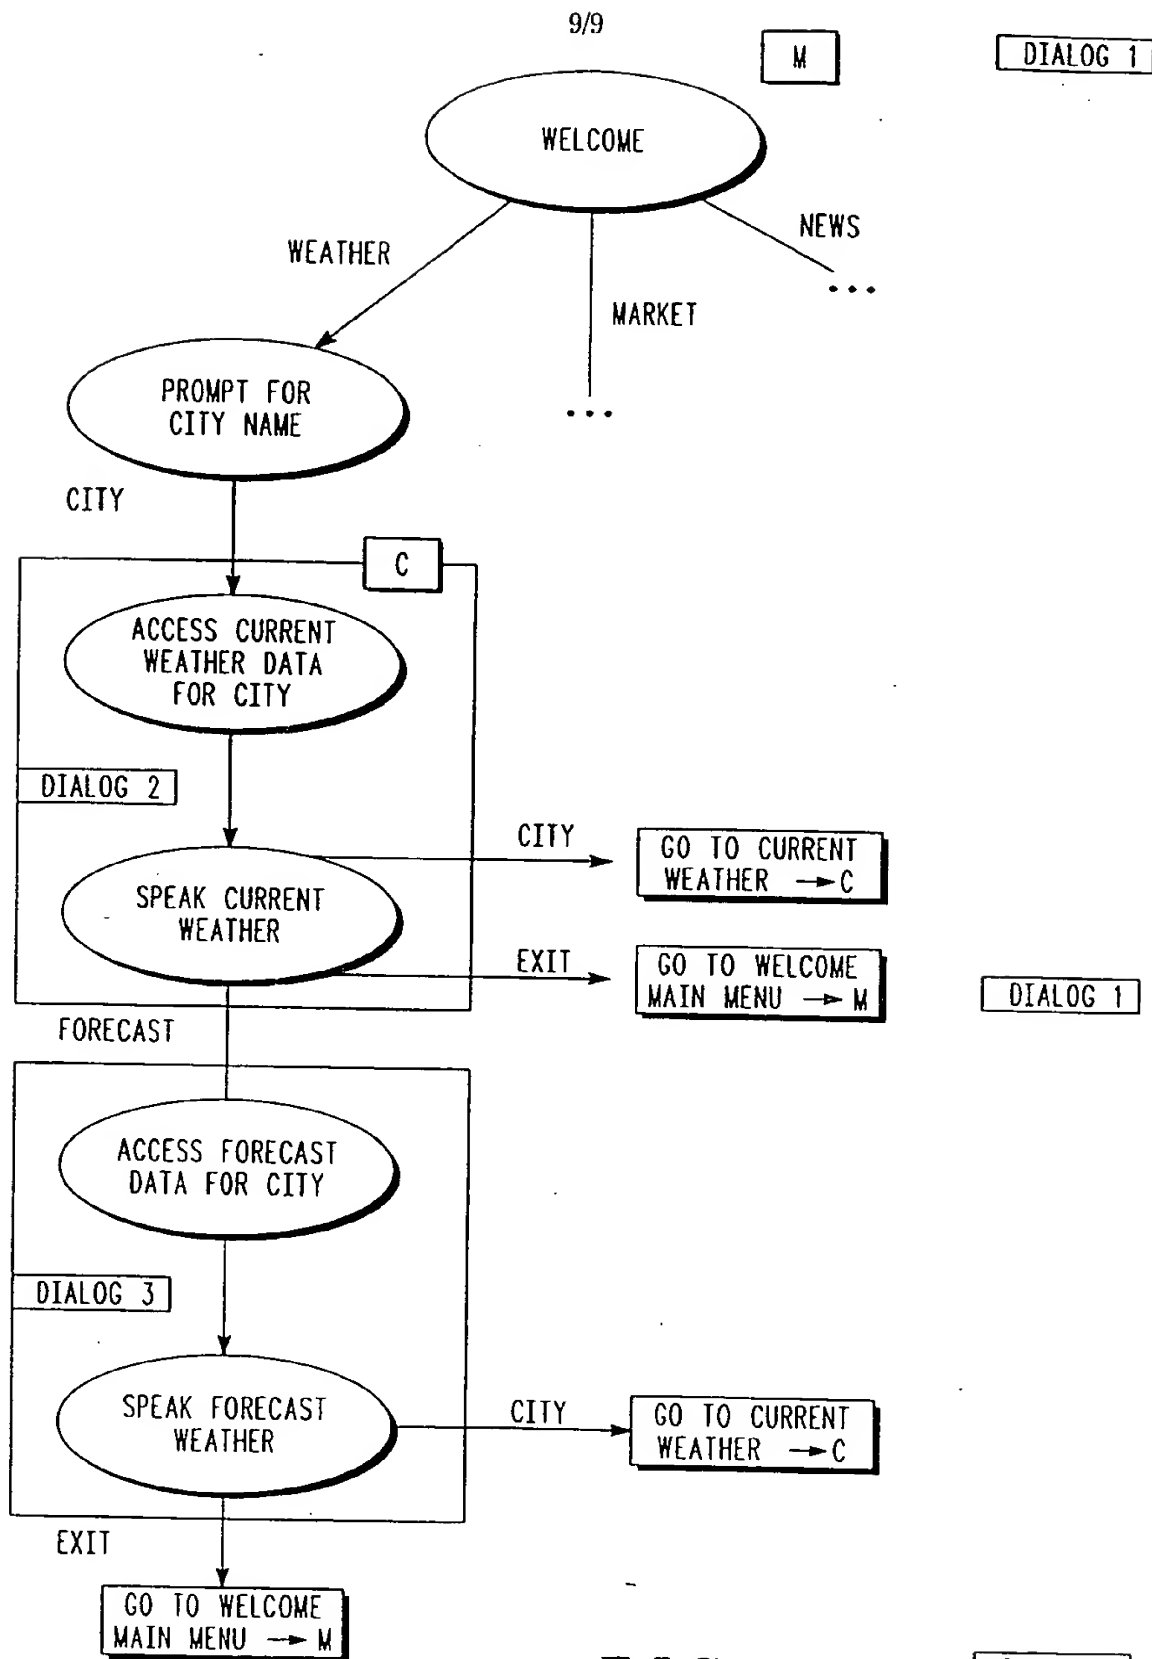 9/9
M
DIALOG 1
WELCOME
WEATHER
NEWS
MARKET
...
...
PROMPT FOR
CITY NAME
CITY
C
ACCESS CURRENT
WEATHER DATA
FOR CITY
DIALOG 2
SPEAK CURRENT
WEATHER
CITY
GO TO CURRENT
WEATHER → C
EXIT
GO TO WELCOME
MAIN MENU → M
DIALOG 1
FORECAST
ACCESS FORECAST
DATA FOR CITY
DIALOG 3
SPEAK FORECAST
WEATHER
CITY
GO TO CURRENT
WEATHER → C
EXIT
GO TO WELCOME
MAIN MENU → M